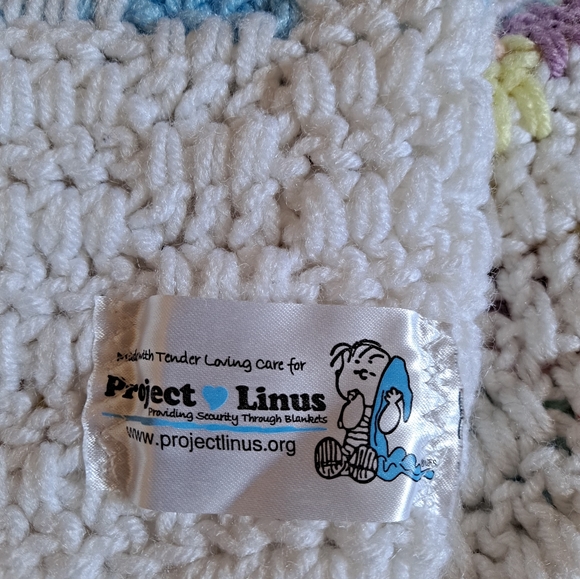 with Tender Loving Care for
Project Linus
Providing Security Through Blankets
www.projectlinus.org